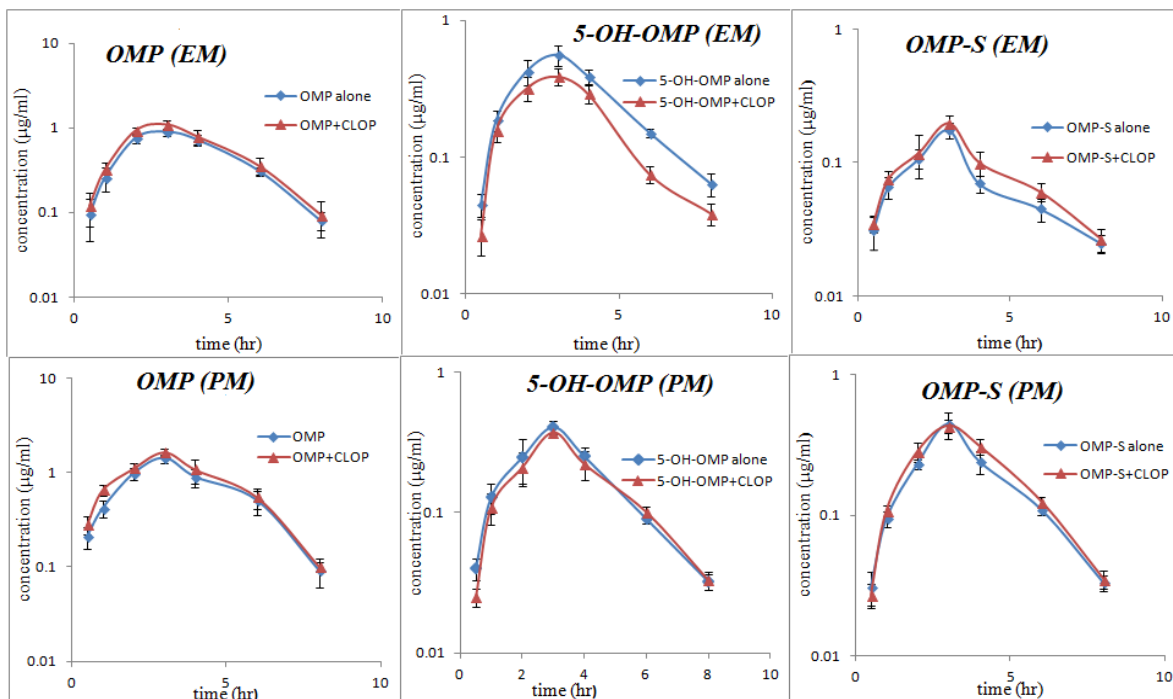 OMP (EM)
10
1
0.1
0.01
0
5
10
concentration (µg/ml)
time (hr)
OMP alone
OMP+CLOP
5-OH-OMP (EM)
1
0.1
0.01
0
2
4
6
8
10
concentration (µg/ml)
time (hr)
5-OH-OMP alone
5-OH-OMP+CLOP
OMP-S (EM)
1
0.1
0.01
0
5
10
concentration (µg/ml)
time (hr)
OMP-S alone
OMP-S+CLOP
OMP (PM)
10
1
0.1
0.01
0
5
10
concentration (µg/ml)
time (hr)
OMP
OMP+CLOP
5-OH-OMP (PM)
1
0.1
0.01
0
2
4
6
8
10
concentration (µg/ml)
time (hr)
5-OH-OMP alone
5-OH-OMP+CLOP
OMP-S (PM)
1
0.1
0.01
0
5
10
concentration (µg/ml)
time (hr)
OMP-S alone
OMP-S+CLOP